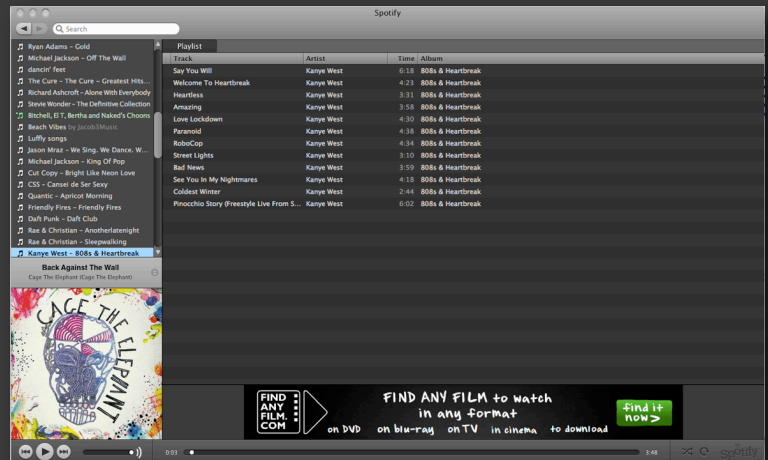 Spotify
Search
Ryan Adams - Gold
Michael Jackson - Off The Wall
dancin' feet
The Cure - The Cure - Greatest Hits...
Richard Ashcroft - Alone With Everybody
Stevie Wonder - The Definitive Collection
Bitchell, El T, Bertha and Naked's Choons
Beach Vibes by Jacob3Music
Luffly songs
Jason Mraz - We Sing. We Dance. W...
Michael Jackson - King Of Pop
Cut Copy - Bright Like Neon Love
CSS - Cansei de Ser Sexy
Quantic - Apricot Morning
Friendly Fires - Friendly Fires
Daft Punk - Daft Club
Rae & Christian - Anotherlatenight
Rae & Christian - Sleepwalking
Kanye West - 808s & Heartbreak
Back Against The Wall
Cage The Elephant (Cage The Elephant)
CAGE THE ELEPHANT
Playlist
Track Artist Time Album
Say You Will Kanye West 6:18 808s & Heartbreak
Welcome To Heartbreak Kanye West 4:23 808s & Heartbreak
Heartless Kanye West 3:31 808s & Heartbreak
Amazing Kanye West 3:58 808s & Heartbreak
Love Lockdown Kanye West 4:30 808s & Heartbreak
Paranoid Kanye West 4:38 808s & Heartbreak
RoboCop Kanye West 4:34 808s & Heartbreak
Street Lights Kanye West 3:10 808s & Heartbreak
Bad News Kanye West 3:59 808s & Heartbreak
See You In My Nightmares Kanye West 4:18 808s & Heartbreak
Coldest Winter Kanye West 2:44 808s & Heartbreak
Pinocchio Story (Freestyle Live From S... Kanye West 6:02 808s & Heartbreak
FIND
ANY
FILM.
COM
FIND ANY FILM to watch
in any format
on DVD on blu-ray on TV in cinema to download
find it
now>
0:03
3:48
Spotify